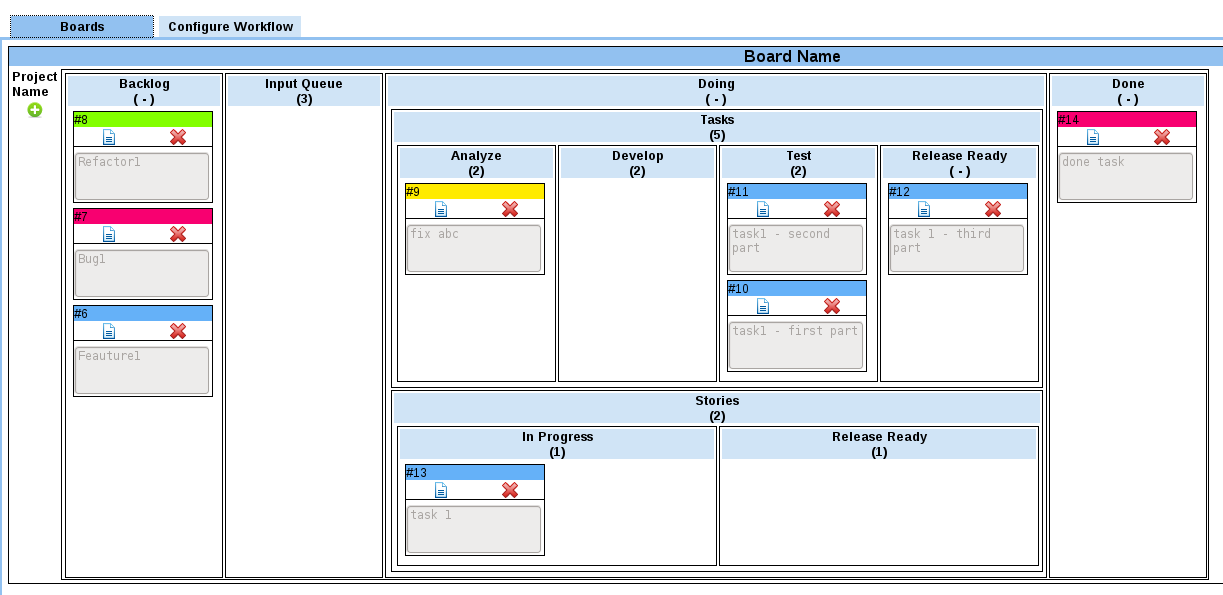 Boards
Configure Workflow
Board Name
Project
Name
Backlog
( - )
#8
Refactor1
#7
Bug1
#6
Feauture1
Input Queue
(3)
Doing
( - )
Tasks
(5)
Analyze
(2)
#9
fix abc
Develop
(2)
Test
(2)
#11
task1 - second
part
#10
task1 - first part
Release Ready
( - )
#12
task 1 - third
part
Stories
(2)
In Progress
(1)
#13
task 1
Release Ready
(1)
Done
( - )
#14
done task